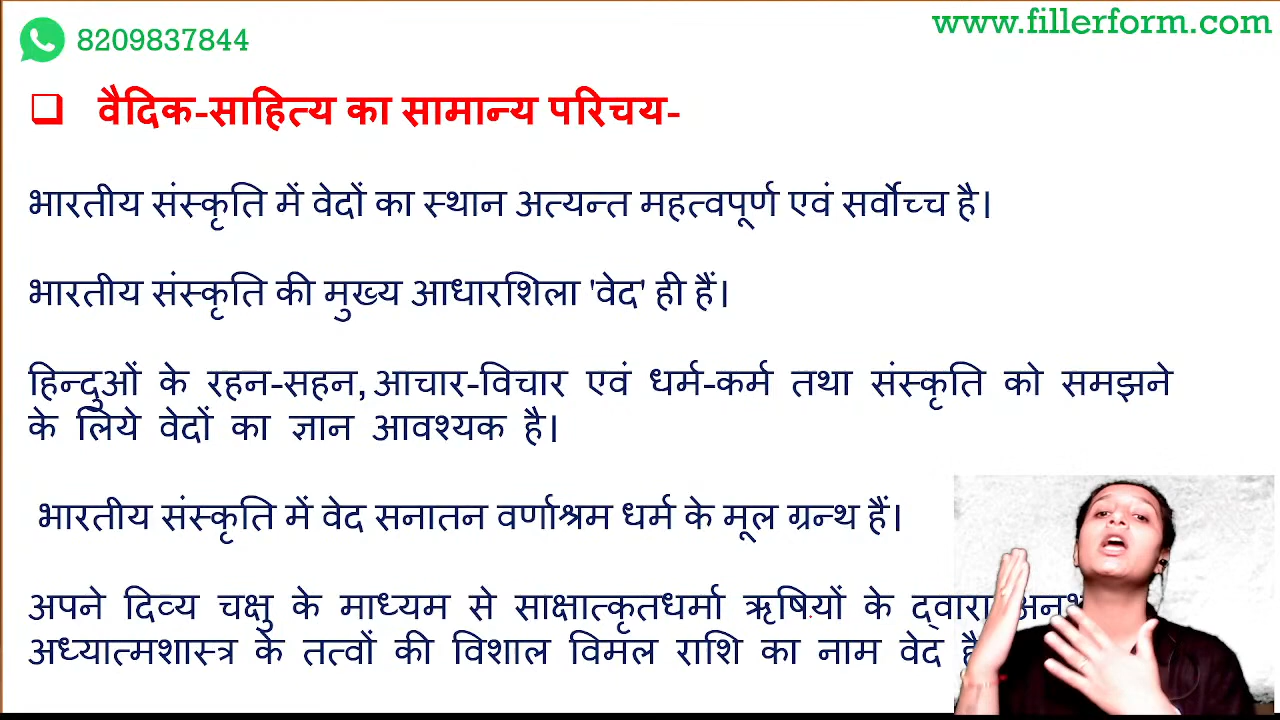 8209837844
www.fillerform.com
❑ वैदिक-साहित्य का सामान्य परिचय-
भारतीय संस्कृति में वेदों का स्थान अत्यन्त महत्वपूर्ण एवं सर्वोच्च है।
भारतीय संस्कृति की मुख्य आधारशिला 'वेद' ही हैं।
हिन्दुओं के रहन-सहन, आचार-विचार एवं धर्म-कर्म तथा संस्कृति को समझने
के लिये वेदों का ज्ञान आवश्यक है।
भारतीय संस्कृति में वेद सनातन वर्णाश्रम धर्म के मूल ग्रन्थ हैं।
अपने दिव्य चक्षु के माध्यम से साक्षात्कृतधर्मा ऋषियों के द्वारा
अध्यात्मशास्त्र के तत्वों की विशाल विमल राशि का नाम वेद